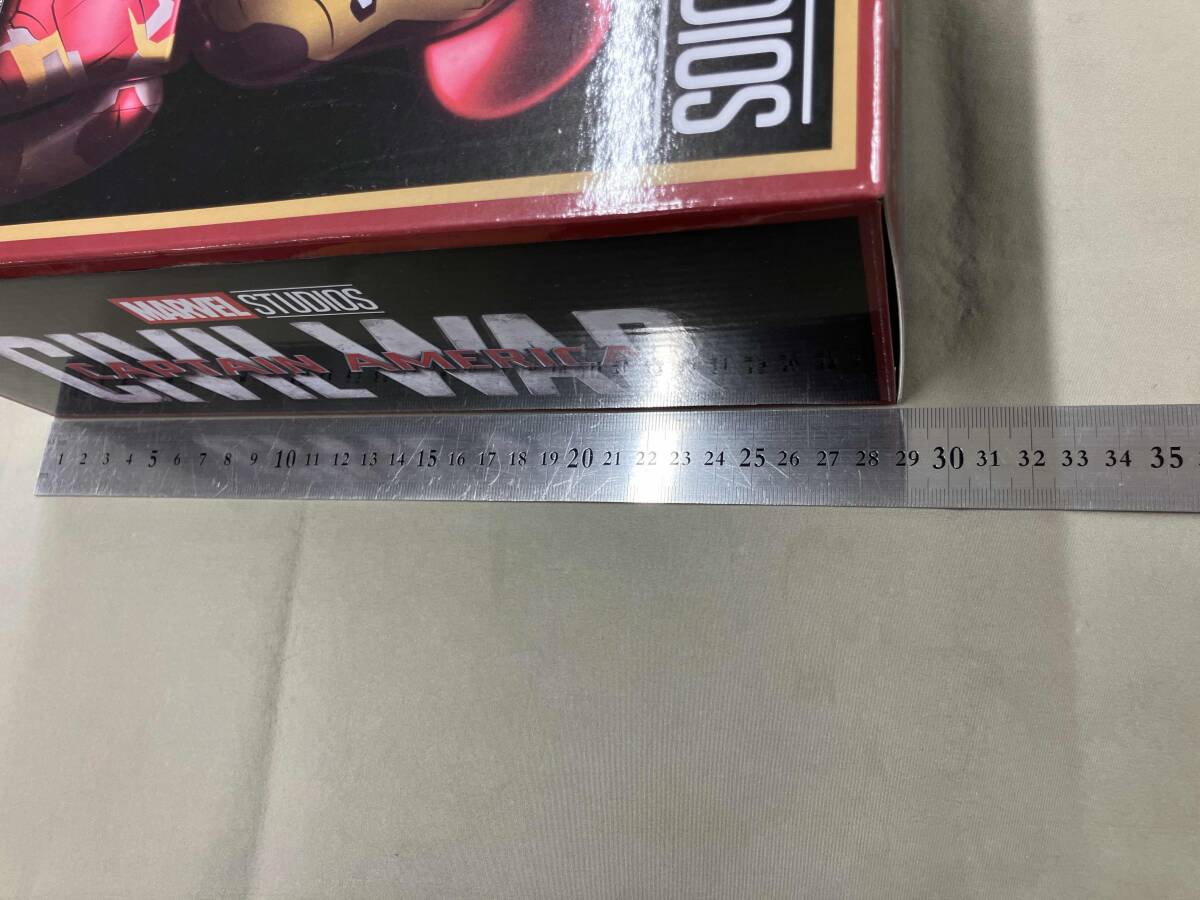 DIOS
SOI
MARVEL STUDIOS
CIVIL WAR
CAPTAIN AMERICA
1 2 3 4 5 6 7 8 9 10 11 12 13 14 15 16 17 18 19 20 21 22 23 24 25 26 27 28 29 30 31 32 33 34 35